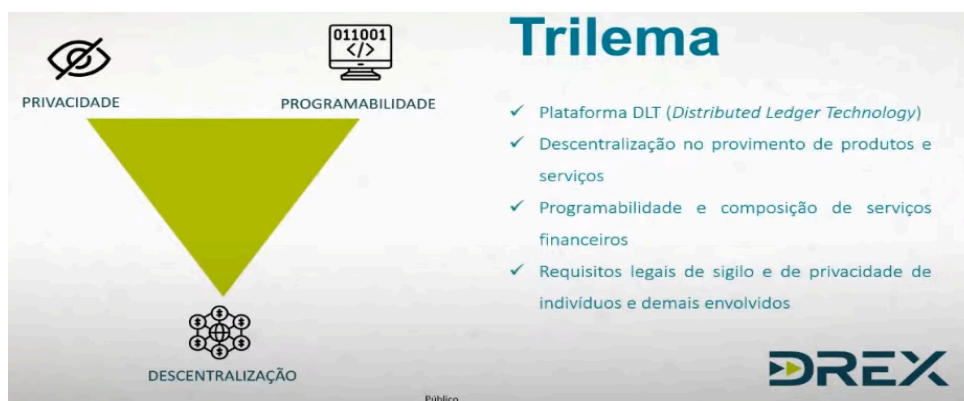 Trilema
011001
</>
PRIVACIDADE
PROGRAMABILIDADE
✓ Plataforma DLT (Distributed Ledger Technology)
✓ Descentralização no provimento de produtos e
serviços
✓ Programabilidade e composição de serviços
financeiros
✓ Requisitos legais de sigilo e de privacidade de
indivíduos e demais envolvidos
DESCENTRALIZAÇÃO
DREX
Público